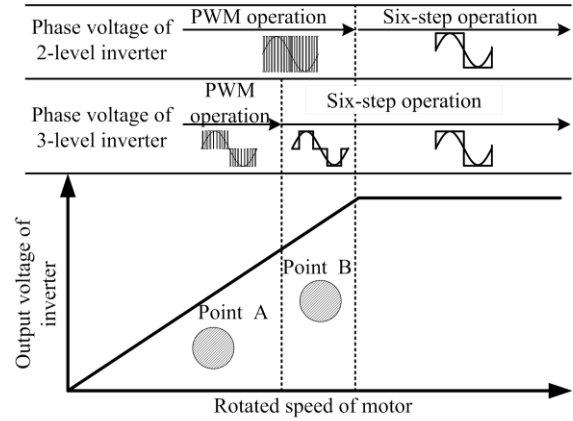 Phase voltage of
2-level inverter
PWM operation
Six-step operation
Phase voltage of
3-level inverter
PWM
operation
Six-step operation
Output voltage of
inverter
Point A
Point B
Rotated speed of motor